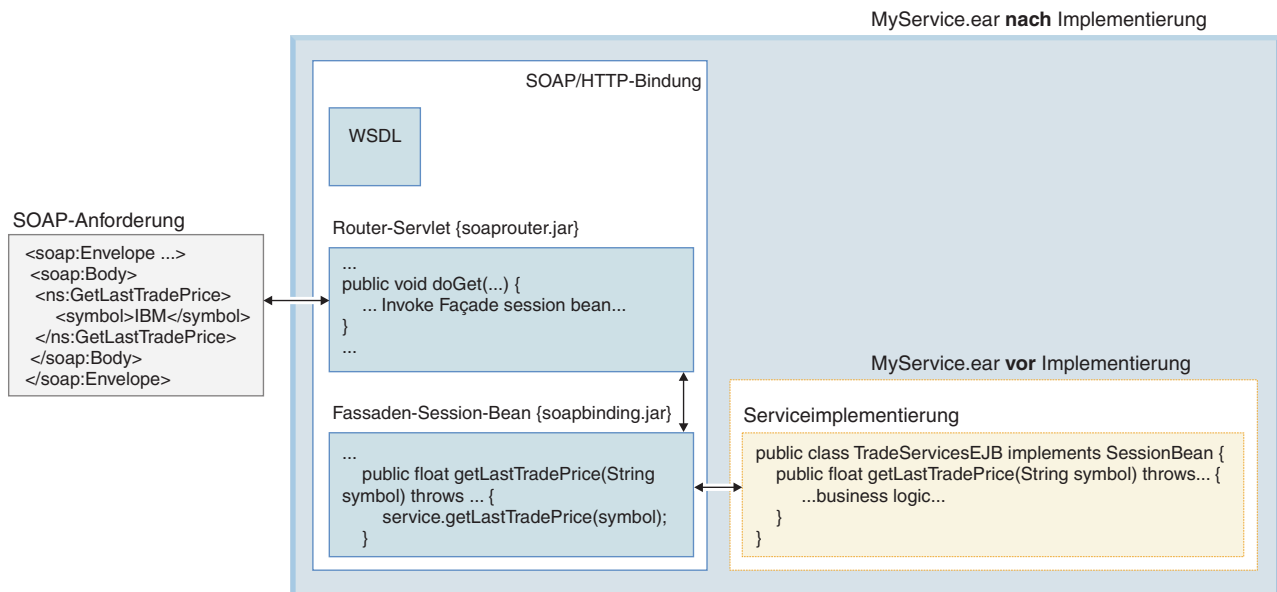 MyService.ear nach Implementierung
SOAP/HTTP-Bindung
WSDL
SOAP-Anforderung
<soap:Envelope ...>
<soap:Body>
<ns:GetLastTradePrice>
<symbol>IBM</symbol>
</ns:GetLastTradePrice>
</soap:Body>
</soap:Envelope>
Router-Servlet {soaprouter.jar}
...
public void doGet(...) {
... Invoke Façade session bean...
}
...
Fassaden-Session-Bean {soapbinding.jar}
...
public float getLastTradePrice(String
symbol) throws ... {
service.getLastTradePrice(symbol);
}
MyService.ear vor Implementierung
Serviceimplementierung
public class TradeServicesEJB implements SessionBean {
public float getLastTradePrice(String symbol) throws... {
...business logic...
}
}